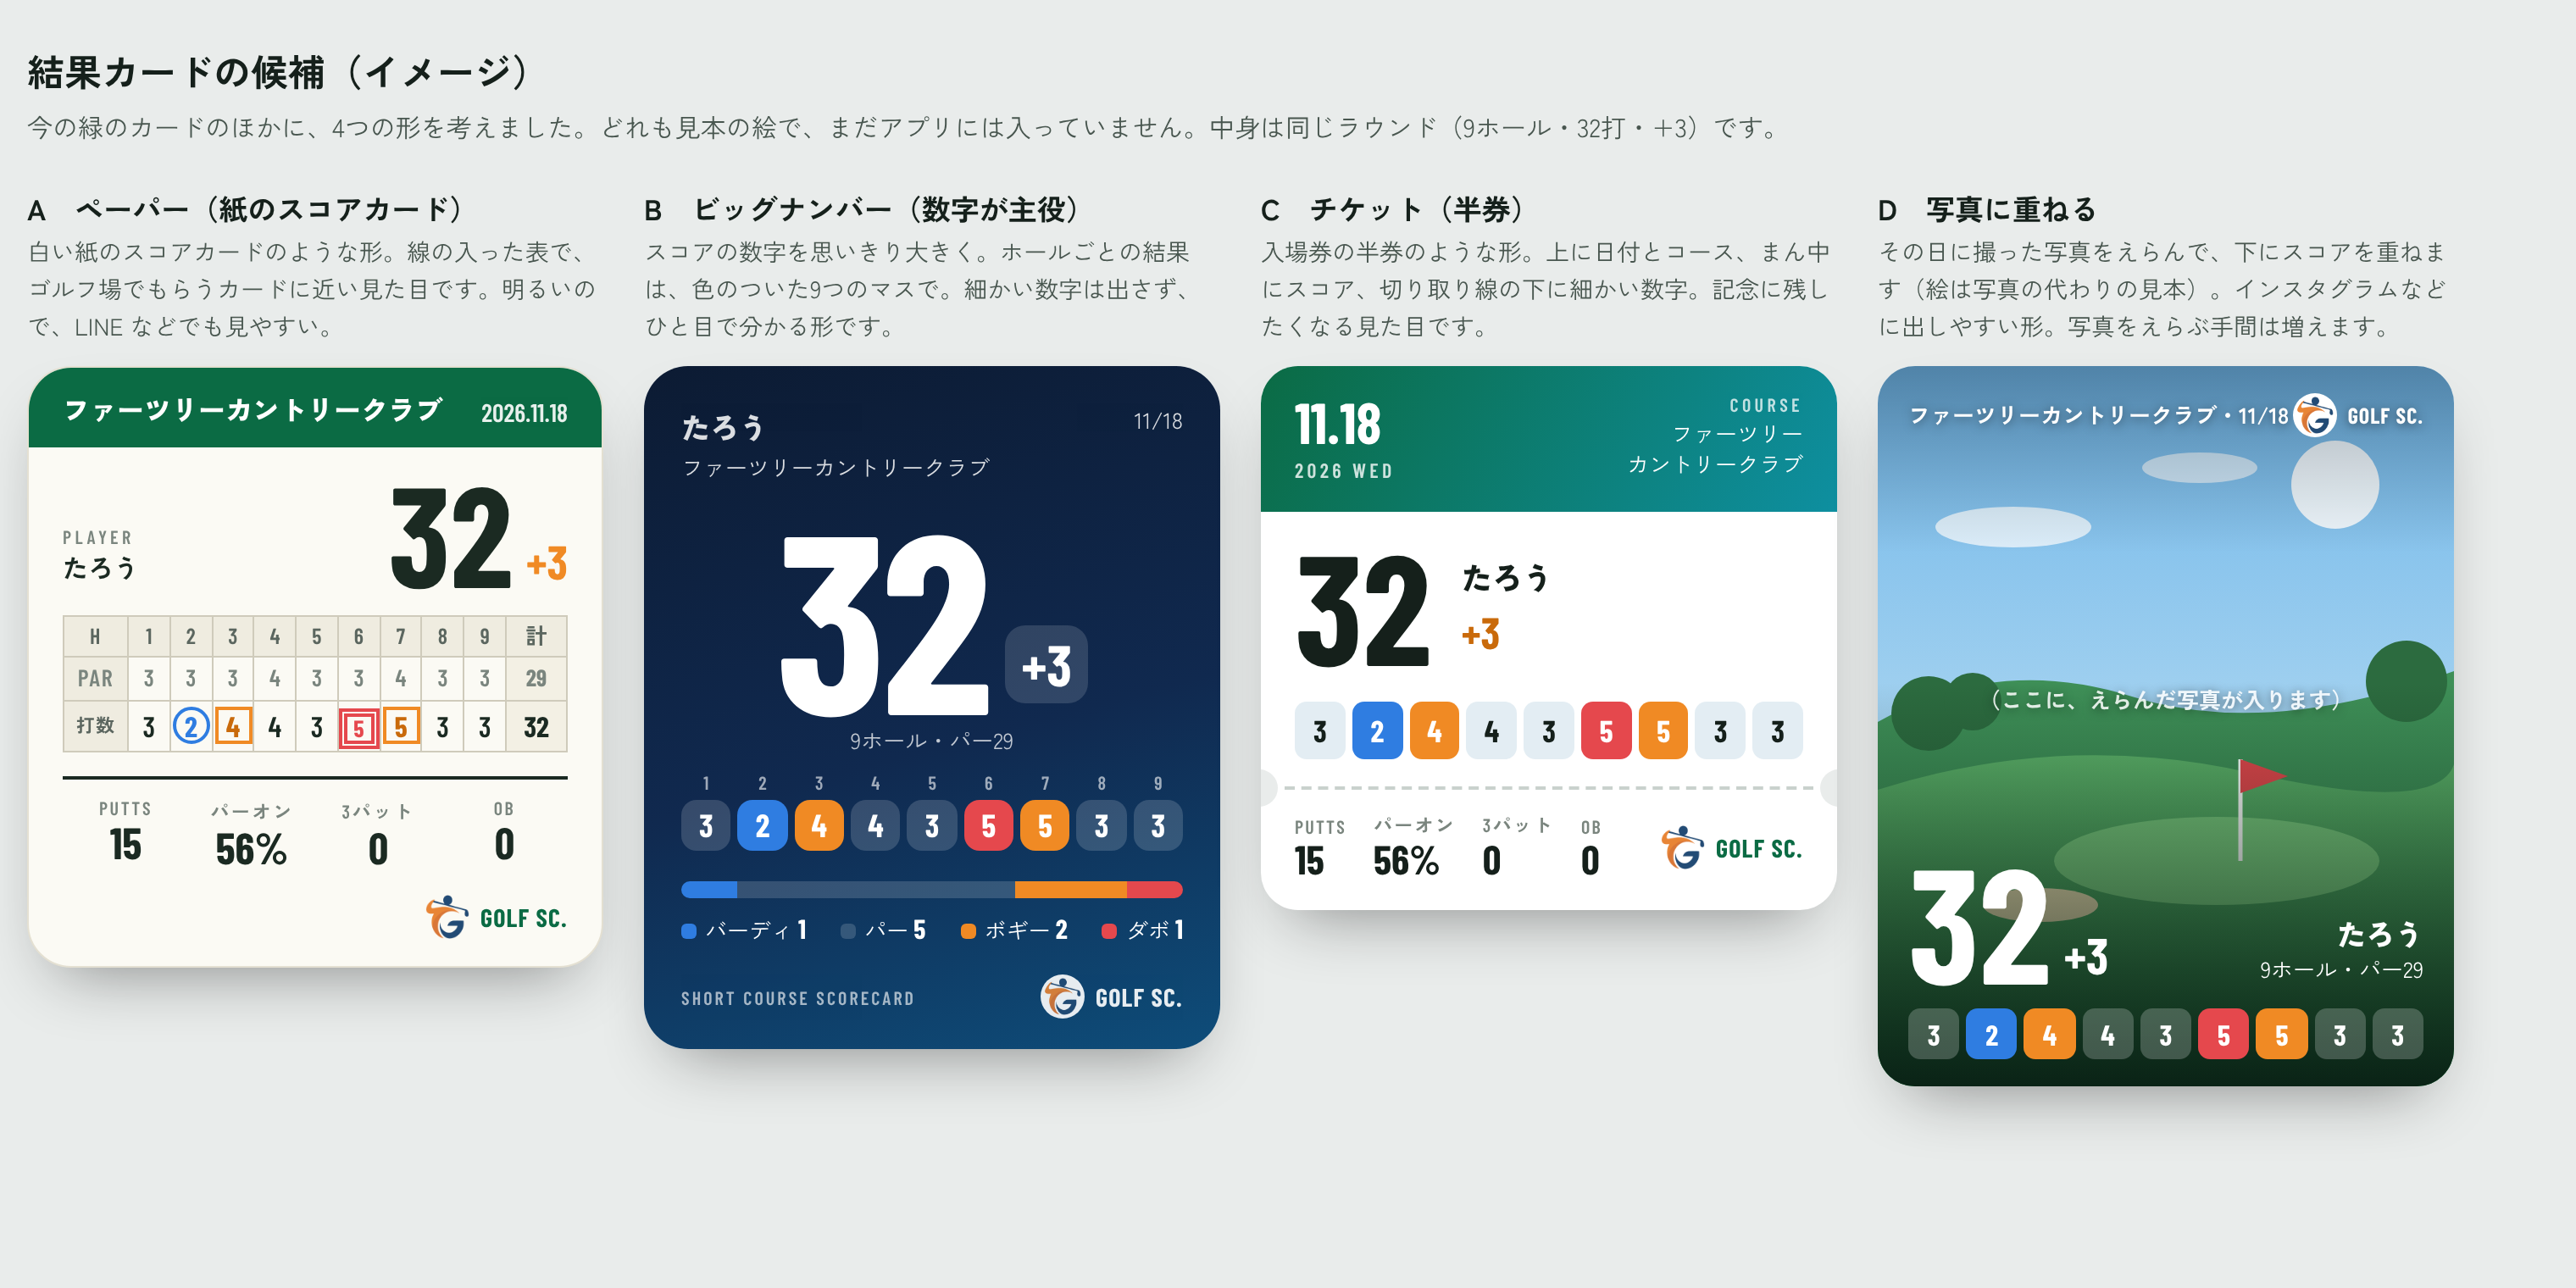 結果カードの候補（イメージ）
今の緑のカードのほかに、4つの形を考えました。どれも見本の絵で、まだアプリには入っていません。中身は同じラウンド（9ホール・32打・＋3）です。
A　ペーパー（紙のスコアカード）
白い紙のスコアカードのような形。線の入った表で、
ゴルフ場でもらうカードに近い見た目です。明るいの
で、LINE などでも見やすい。
ファーツリーカントリークラブ 2026.11.18
PLAYER
たろう
32 +3
H 1 2 3 4 5 6 7 8 9 計
PAR 3 3 3 4 3 3 4 3 3 29
打数 3 2 4 4 3 5 5 3 3 32
PUTTS パーオン 3パット OB
15 56% 0 0
GOLF SC.
B　ビッグナンバー（数字が主役）
スコアの数字を思いきり大きく。ホールごとの結果
は、色のついた9つのマスで。細かい数字は出さず、
ひと目で分かる形です。
たろう 11/18
ファーツリーカントリークラブ
32 +3
9ホール・パー29
1 2 3 4 5 6 7 8 9
3 2 4 4 3 5 5 3 3
バーディ 1 パー 5 ボギー 2 ダボ 1
SHORT COURSE SCORECARD GOLF SC.
C　チケット（半券）
入場券の半券のような形。上に日付とコース、まん中
にスコア、切り取り線の下に細かい数字。記念に残し
たくなる見た目です。
11.18
2026 WED
COURSE
ファーツリー
カントリークラブ
32
たろう
+3
3 2 4 4 3 5 5 3 3
PUTTS パーオン 3パット OB
15 56% 0 0
GOLF SC.
D　写真に重ねる
その日に撮った写真をえらんで、下にスコアを重ねま
す（絵は写真の代わりの見本）。インスタグラムなど
に出しやすい形。写真をえらぶ手間は増えます。
ファーツリーカントリークラブ・11/18 GOLF SC.
（ここに、えらんだ写真が入ります）
32 +3
たろう
9ホール・パー29
3 2 4 4 3 5 5 3 3